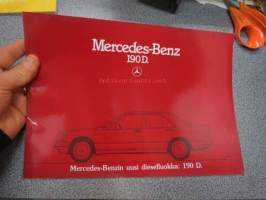 Mercedes-Benz
190 D.
Mercedes-Benzin uusi dieselluokka: 190 D.